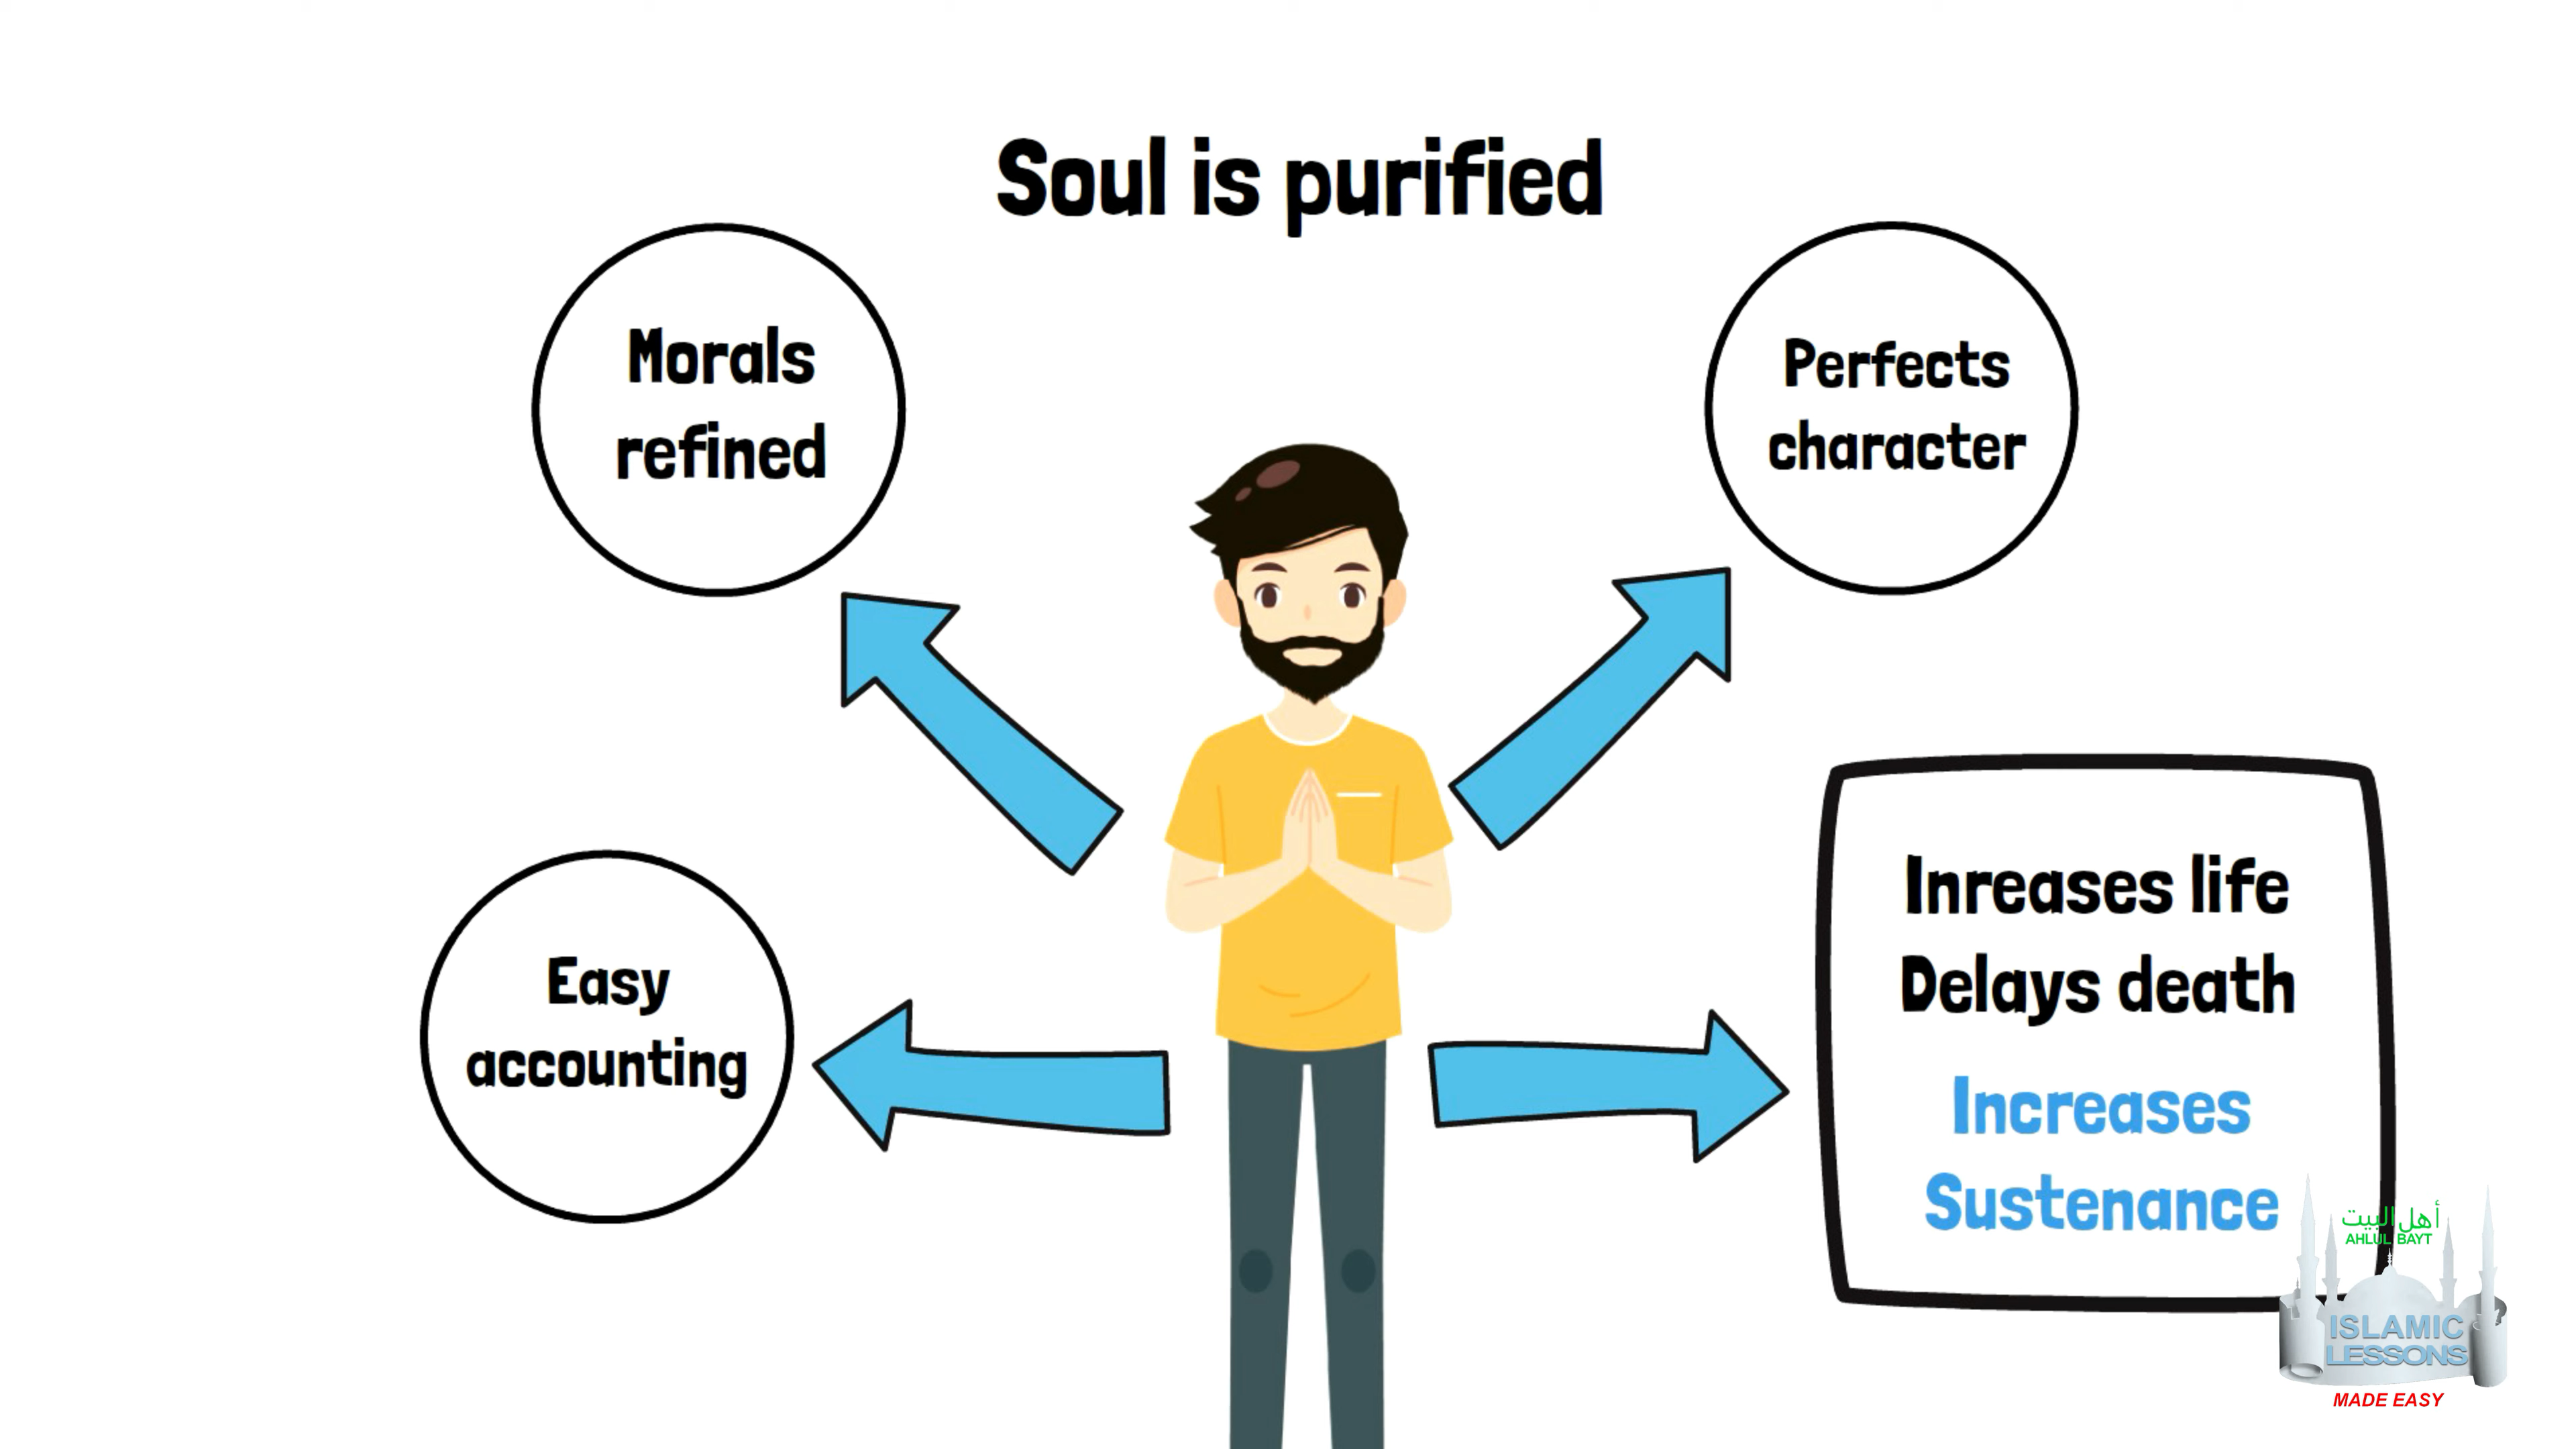 Soul is purified
Morals
refined
Perfects
character
Easy
accounting
Inreases life
Delays death
Increases
Sustenance
أهل البيت
AHLUL BAYT
ISLAMIC
LESSONS
MADE EASY